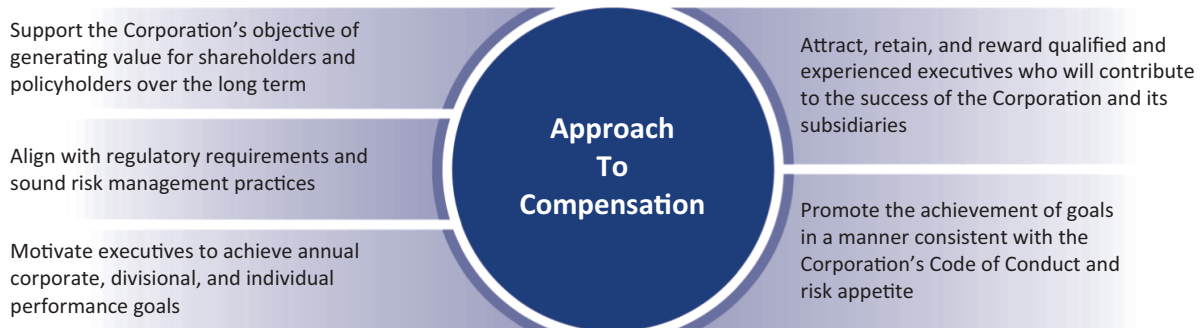 Support the Corporation’s objective of
generating value for shareholders and
policyholders over the long term
Align with regulatory requirements and
sound risk management practices
Motivate executives to achieve annual
corporate, divisional, and individual
performance goals
Approach
To
Compensation
Attract, retain, and reward qualified and
experienced executives who will contribute
to the success of the Corporation and its
subsidiaries
Promote the achievement of goals
in a manner consistent with the
Corporation’s Code of Conduct and
risk appetite